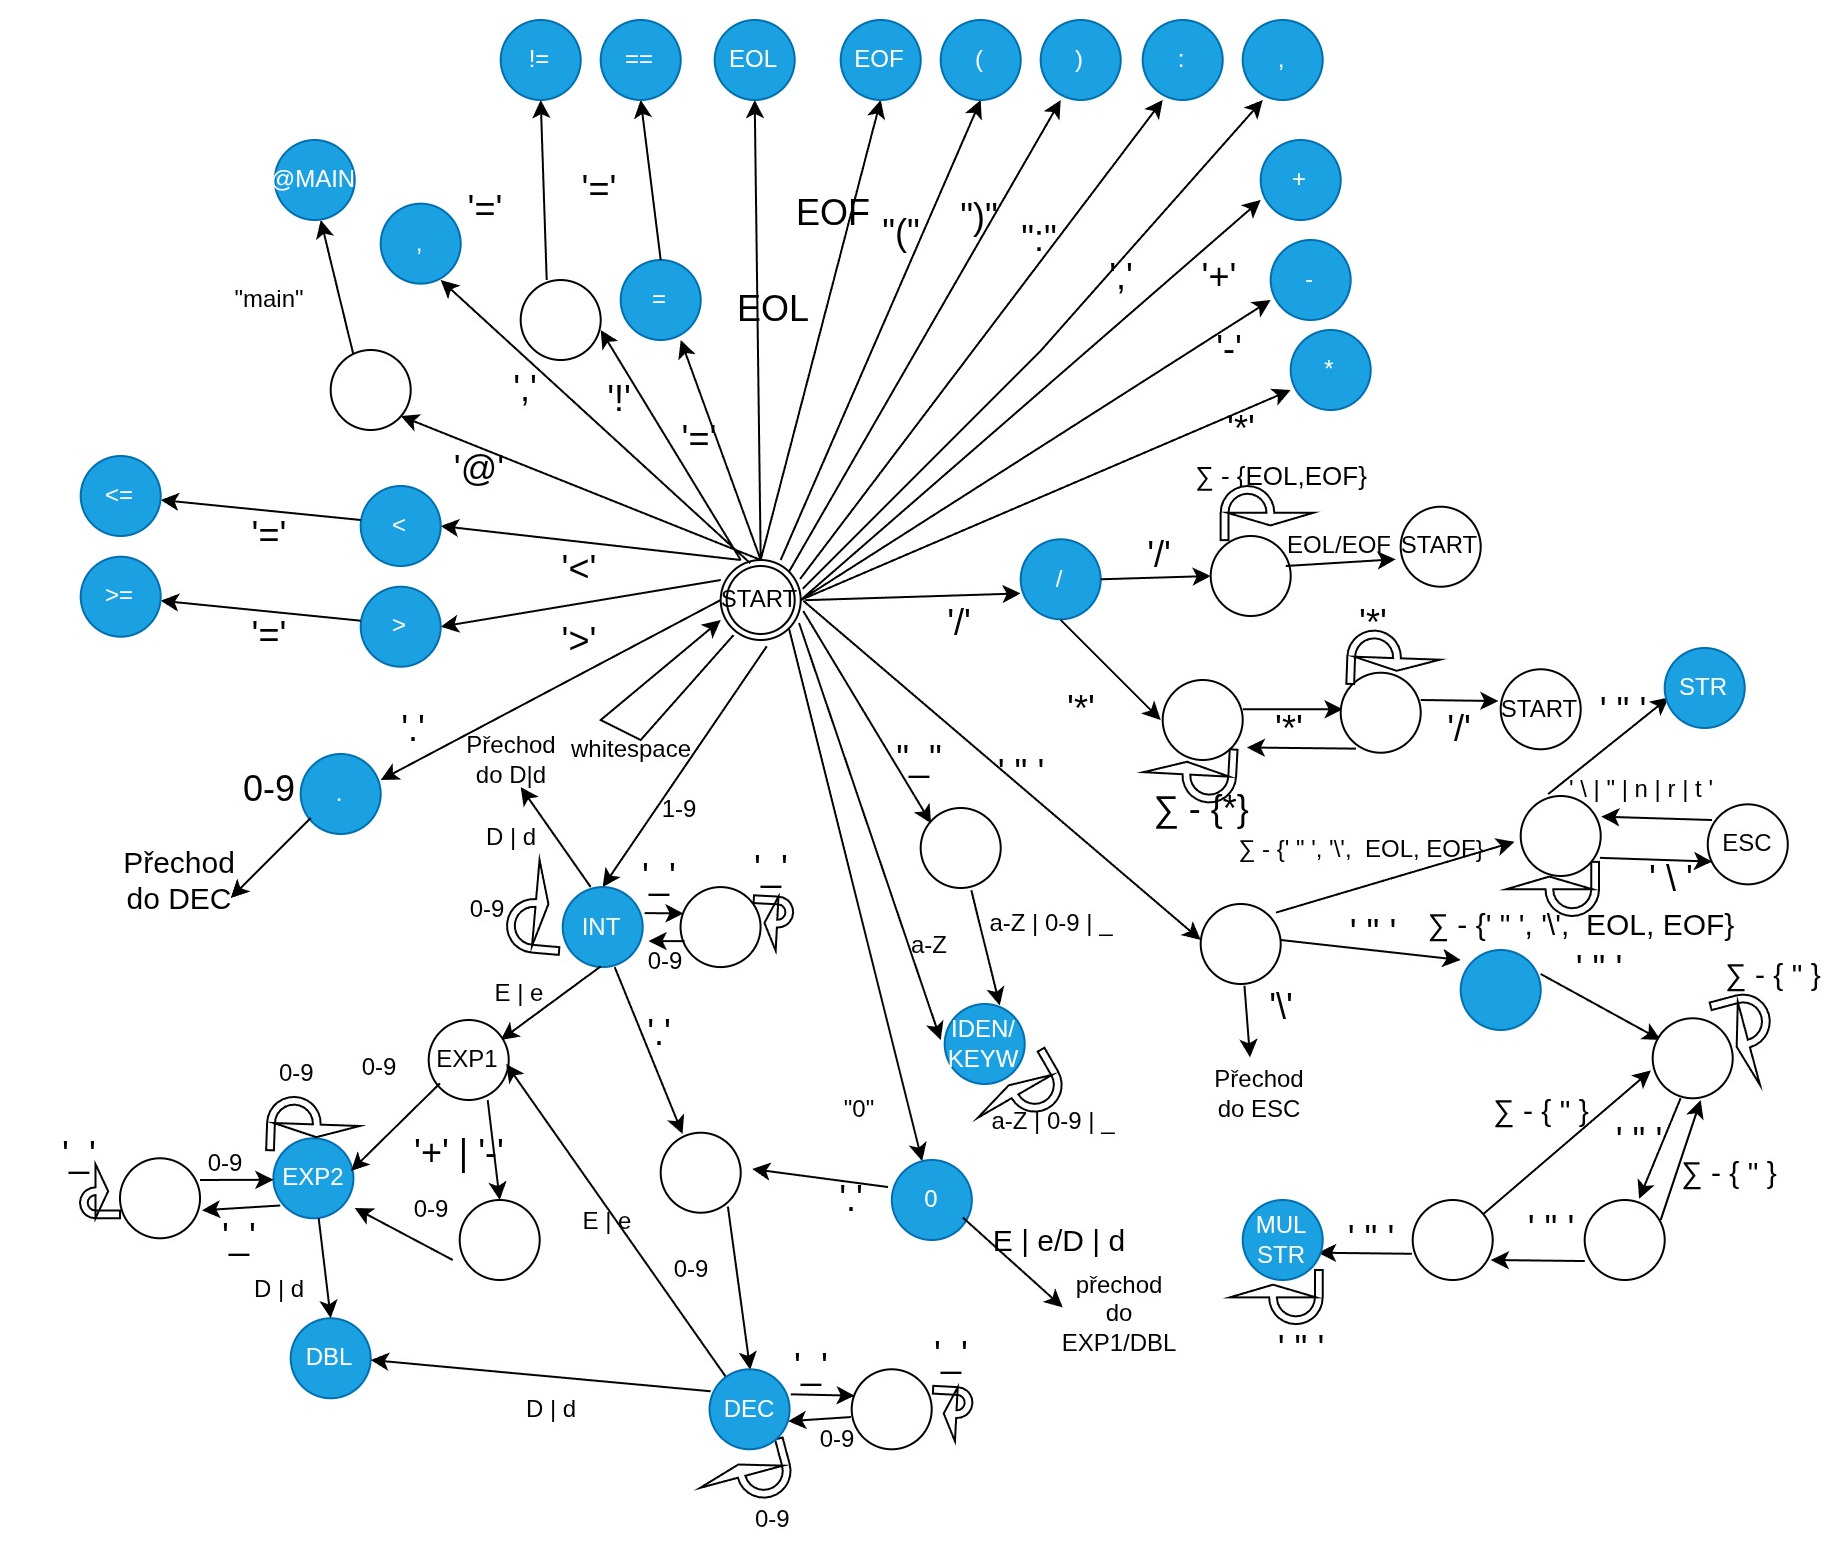 != == EOL EOF ( ) : ,
@MAIN +
'=' '='
, EOF "(" ")" ":"
"main" = EOL ',' '+' -
'-' *
',' '!'
'=' '*'
'@' ∑ - {EOL,EOF}
<= <
'=' EOL/EOF START
'<' '/'
>= > START /
'=' '>' '/' '*'
STR
'.' '*' '*' '/' START ' " '
Přechod whitespace "_" ' " '
do D|d
0-9 . ' \ | " | n | r | t '
1-9 ∑ - {*}
D | d ∑ - {' " ', '\', EOL, EOF} ESC
Přechod '_' '_' ' \ '
do DEC
0-9 INT a-Z | 0-9 | _ ' " ' ∑ - {' " ', '\', EOL, EOF}
0-9 a-Z ' " ' ∑ - { " }
E | e
'.' IDEN/ '\'
KEYW
0-9 0-9 EXP1 Přechod
do ESC
"0" a-Z | 0-9 | _ ∑ - { " } ' " '
'_' 0-9 EXP2 '+' | '-'
∑ - { " }
'_' 0-9 E | e '.' 0 ' " ' ' " '
MUL
STR
E | e/D | d
D | d 0-9 přechod
do
EXP1/DBL
DBL '_' '_' ' " '
D | d DEC 0-9
0-9